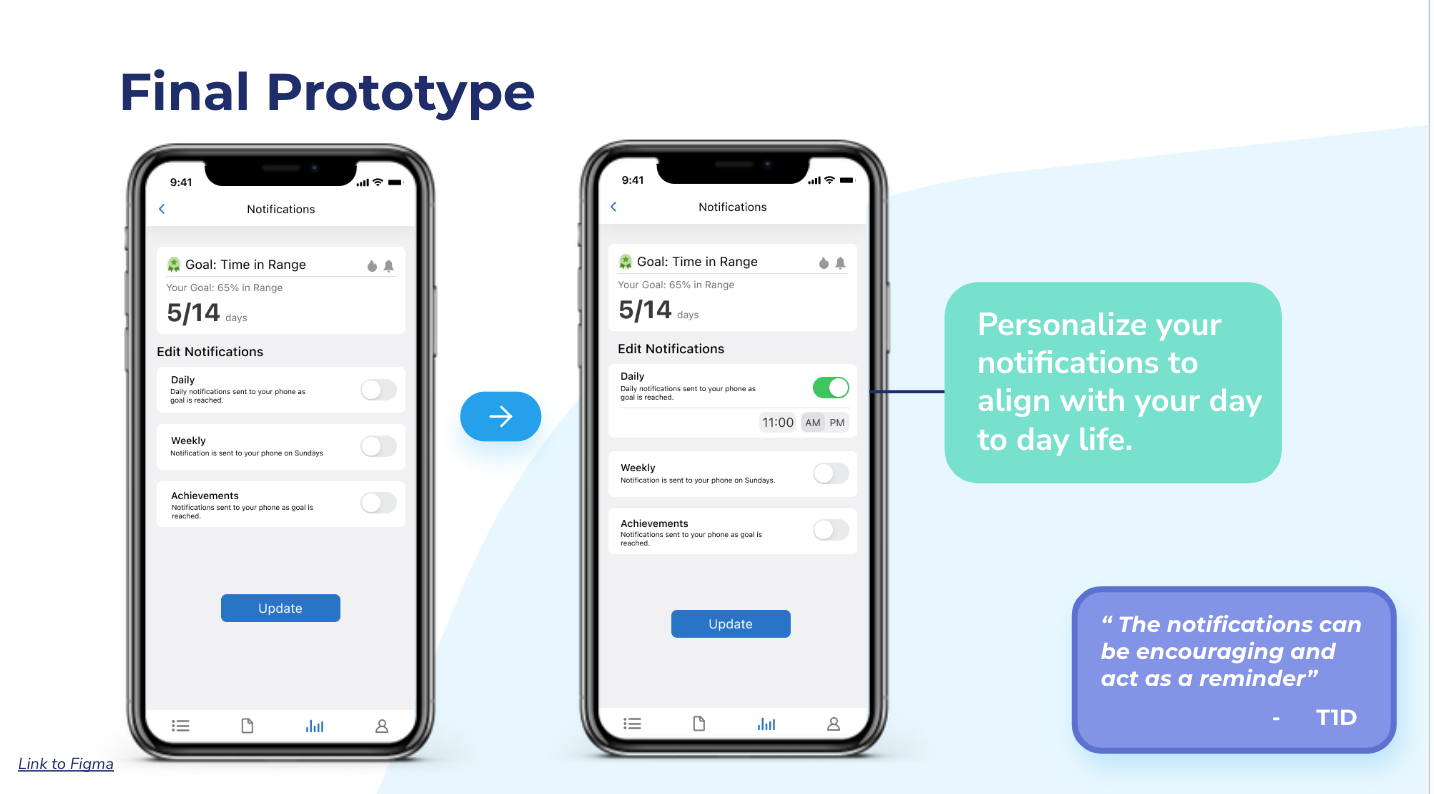 Final Prototype
9:41
Notifications
Goal: Time in Range
Your Goal: 65% in Range
5/14 days
Edit Notifications
Daily
Daily notifications sent to your phone as
goal is reached.
Weekly
Notification is sent to your phone on Sundays
Achievements
Notifications sent to your phone as goal is
reached.
Update
9:41
Notifications
Goal: Time in Range
Your Goal: 65% in Range
5/14 days
Edit Notifications
Daily
Daily notifications sent to your phone as
goal is reached.
11:00 AM PM
Weekly
Notification is sent to your phone on Sundays.
Achievements
Notifications sent to your phone as goal is
reached.
Update
Personalize your
notifications to
align with your day
to day life.
“ The notifications can
be encouraging and
act as a reminder”
- T1D
Link to Figma